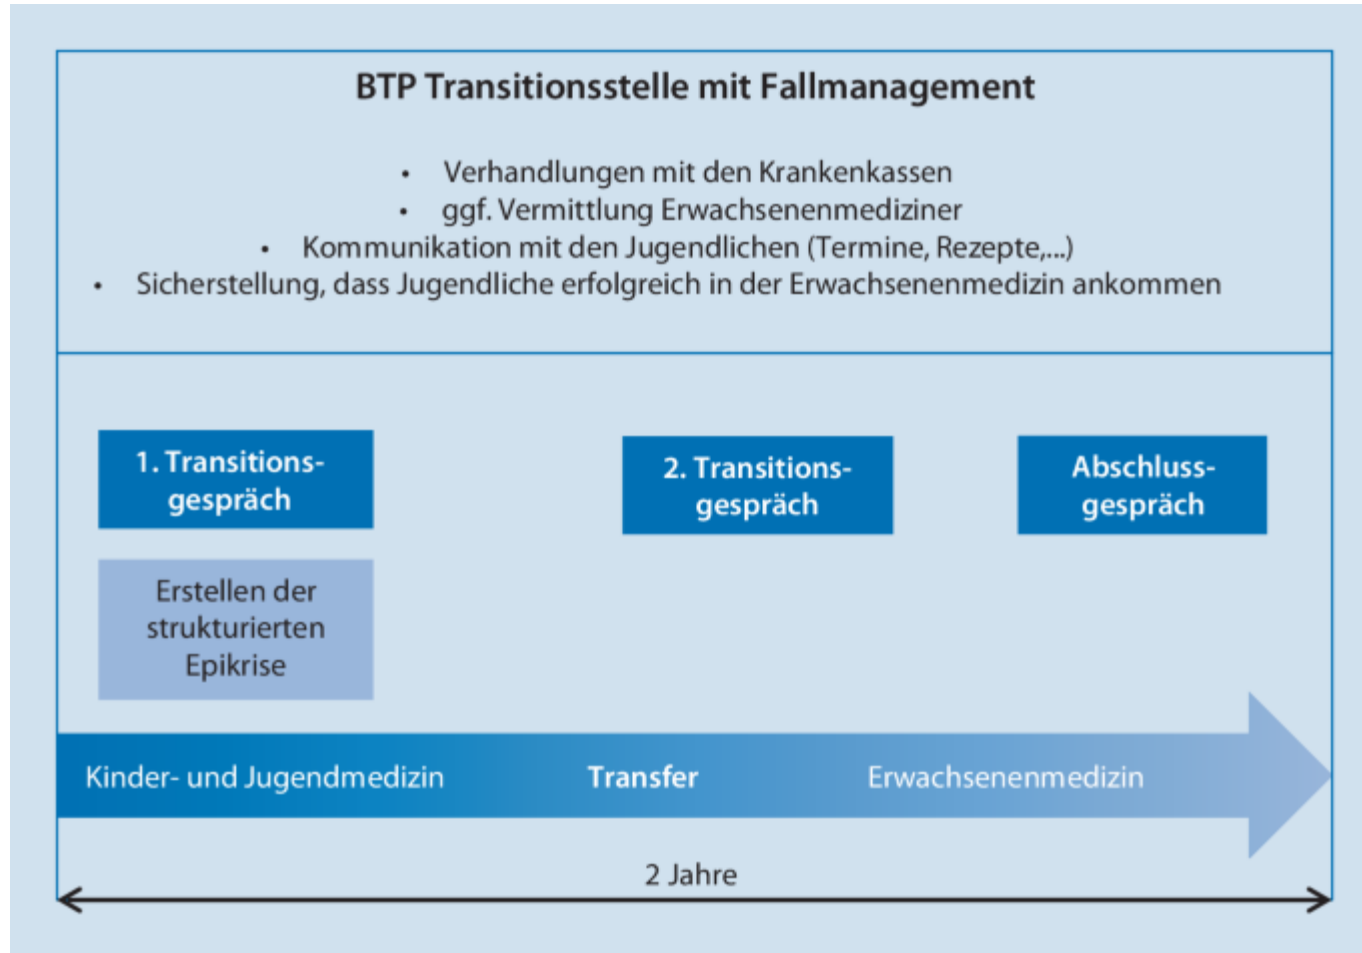 BTP Transitionsstelle mit Fallmanagement
• Verhandlungen mit den Krankenkassen
• ggf. Vermittlung Erwachsenenmediziner
• Kommunikation mit den Jugendlichen (Termine, Rezepte,...)
• Sicherstellung, dass Jugendliche erfolgreich in der Erwachsenenmedizin ankommen
1. Transitions-
gespräch
2. Transitions-
gespräch
Abschluss-
gespräch
Erstellen der
strukturierten
Epikrise
Kinder- und Jugendmedizin
Transfer
Erwachsenenmedizin
2 Jahre